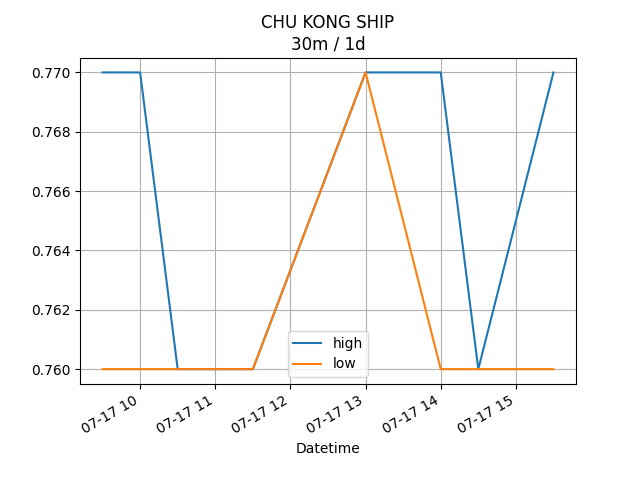 CHU KONG SHIP
30m / 1d
0.770
0.768
0.766
0.764
0.762
0.760
high
low
07-17 10
07-17 11
07-17 12
07-17 13
07-17 14
07-17 15
Datetime